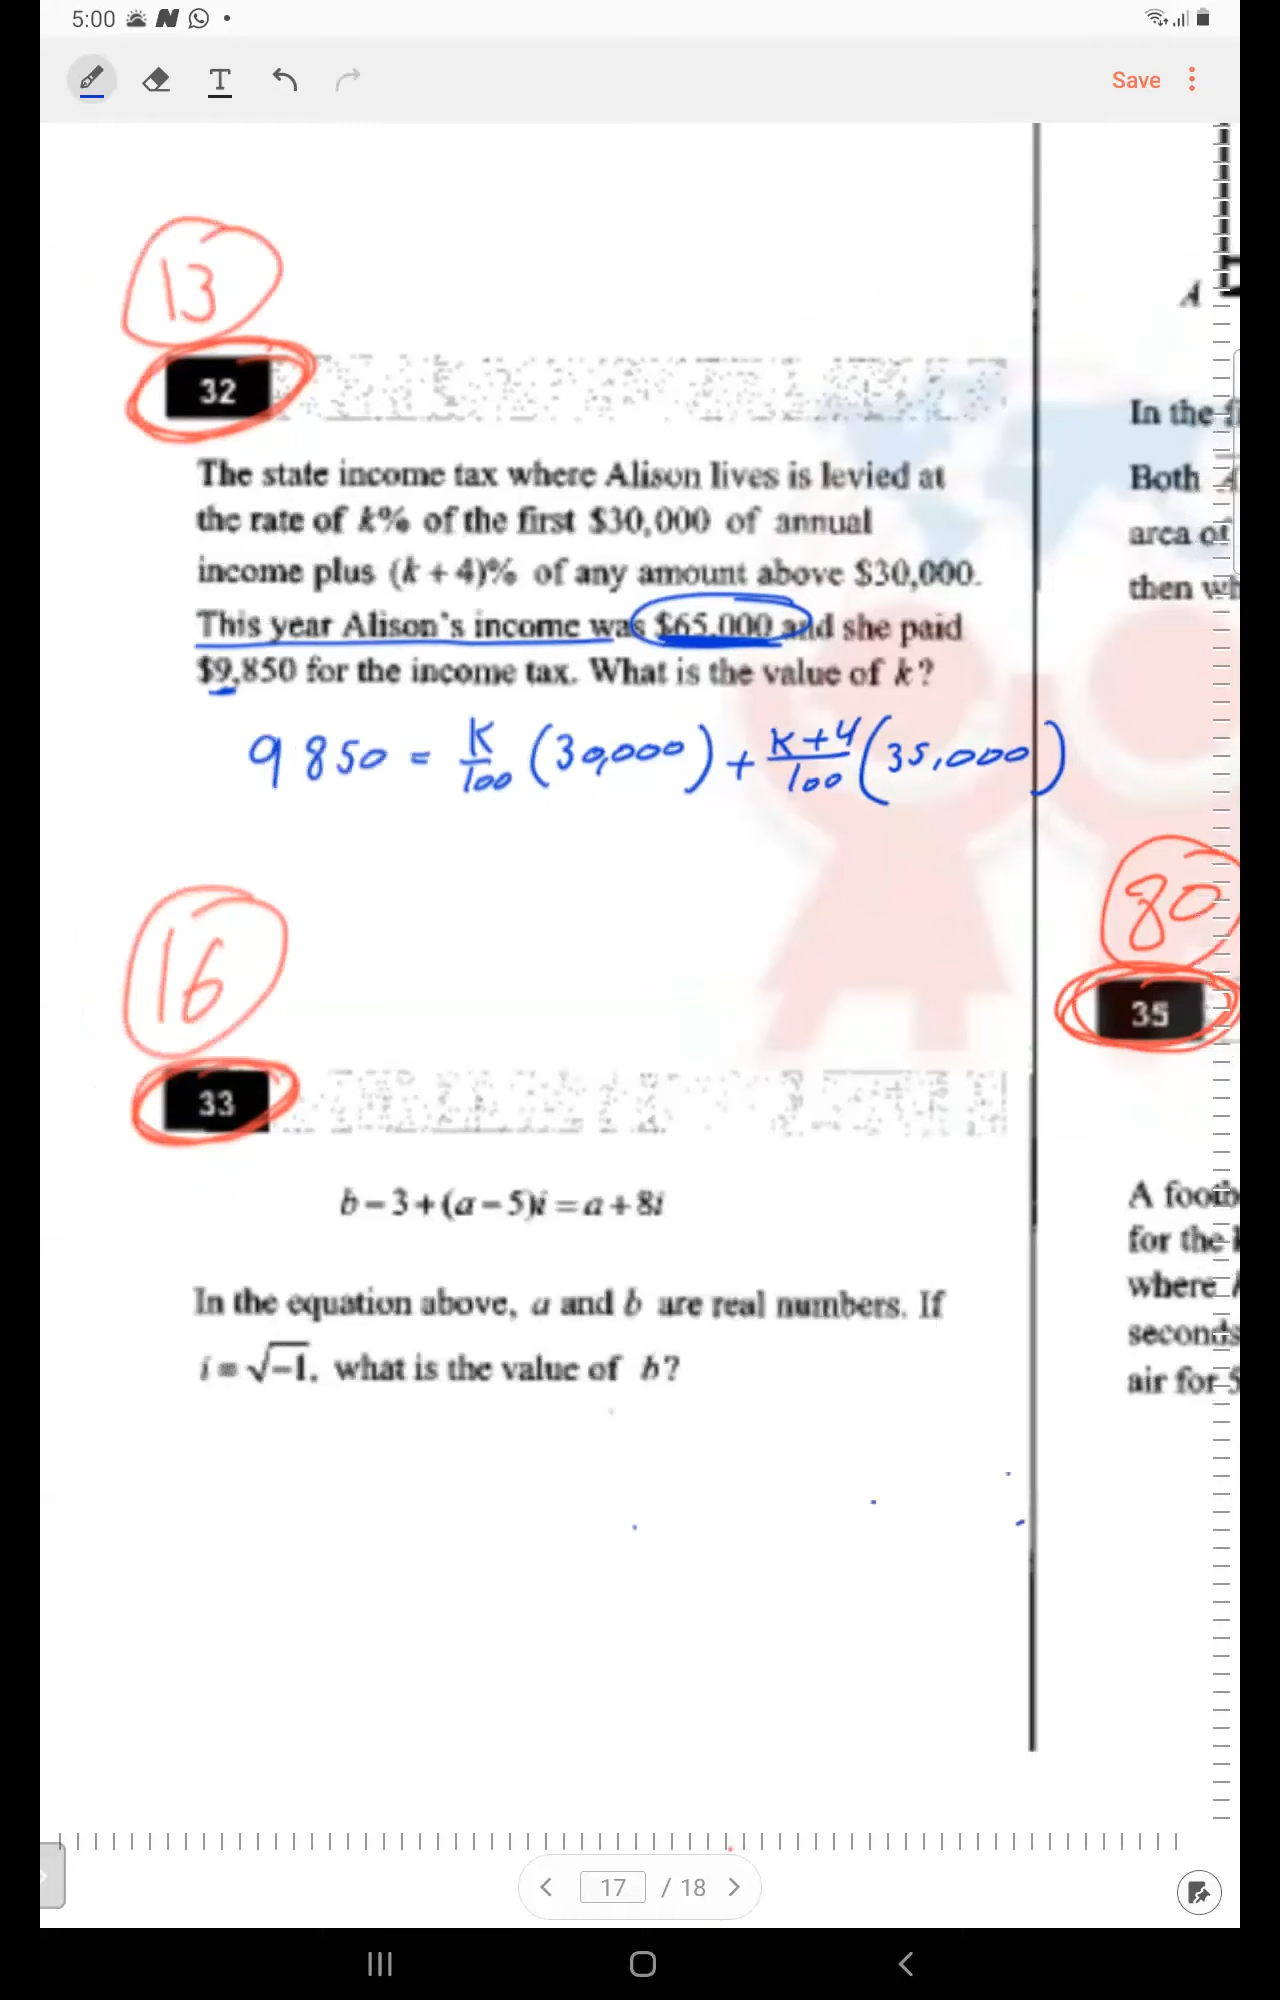 5:00
Save
13
32
The state income tax where Alison lives is levied at
the rate of k% of the first $30,000 of annual
income plus (k + 4)% of any amount above $30,000.
This year Alison's income was $65,000 and she paid
$9,850 for the income tax. What is the value of k?
9850 = K/100 (30,000) + K+4/100 (35,000)
16
33
b – 3 + (a – 5)i = a + 8i
In the equation above, a and b are real numbers. If
i = √–1, what is the value of b?
A
In the
Both
area of
then wh
80
35
A footb
for the
where
seconds
air for 5
17 / 18